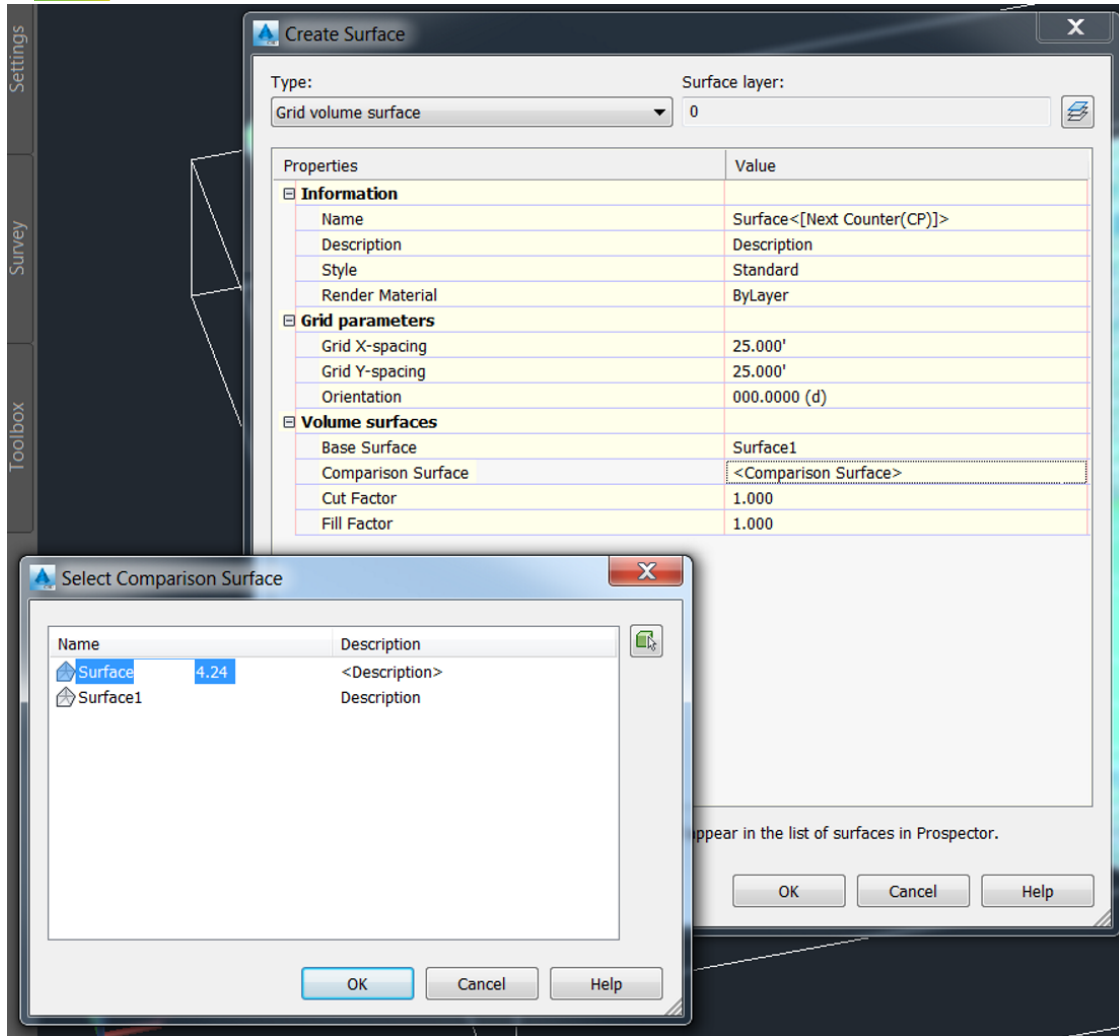 Settings
Survey
Toolbox
Create Surface
X
Type:
Surface layer:
Grid volume surface
0
Properties Value
Information
Name Surface<[Next Counter(CP)]>
Description Description
Style Standard
Render Material ByLayer
Grid parameters
Grid X-spacing 25.000'
Grid Y-spacing 25.000'
Orientation 000.0000 (d)
Volume surfaces
Base Surface Surface1
Comparison Surface <Comparison Surface>
Cut Factor 1.000
Fill Factor 1.000
appear in the list of surfaces in Prospector.
OK Cancel Help
Select Comparison Surface
X
Name Description
Surface 4.24 <Description>
Surface1 Description
OK Cancel Help